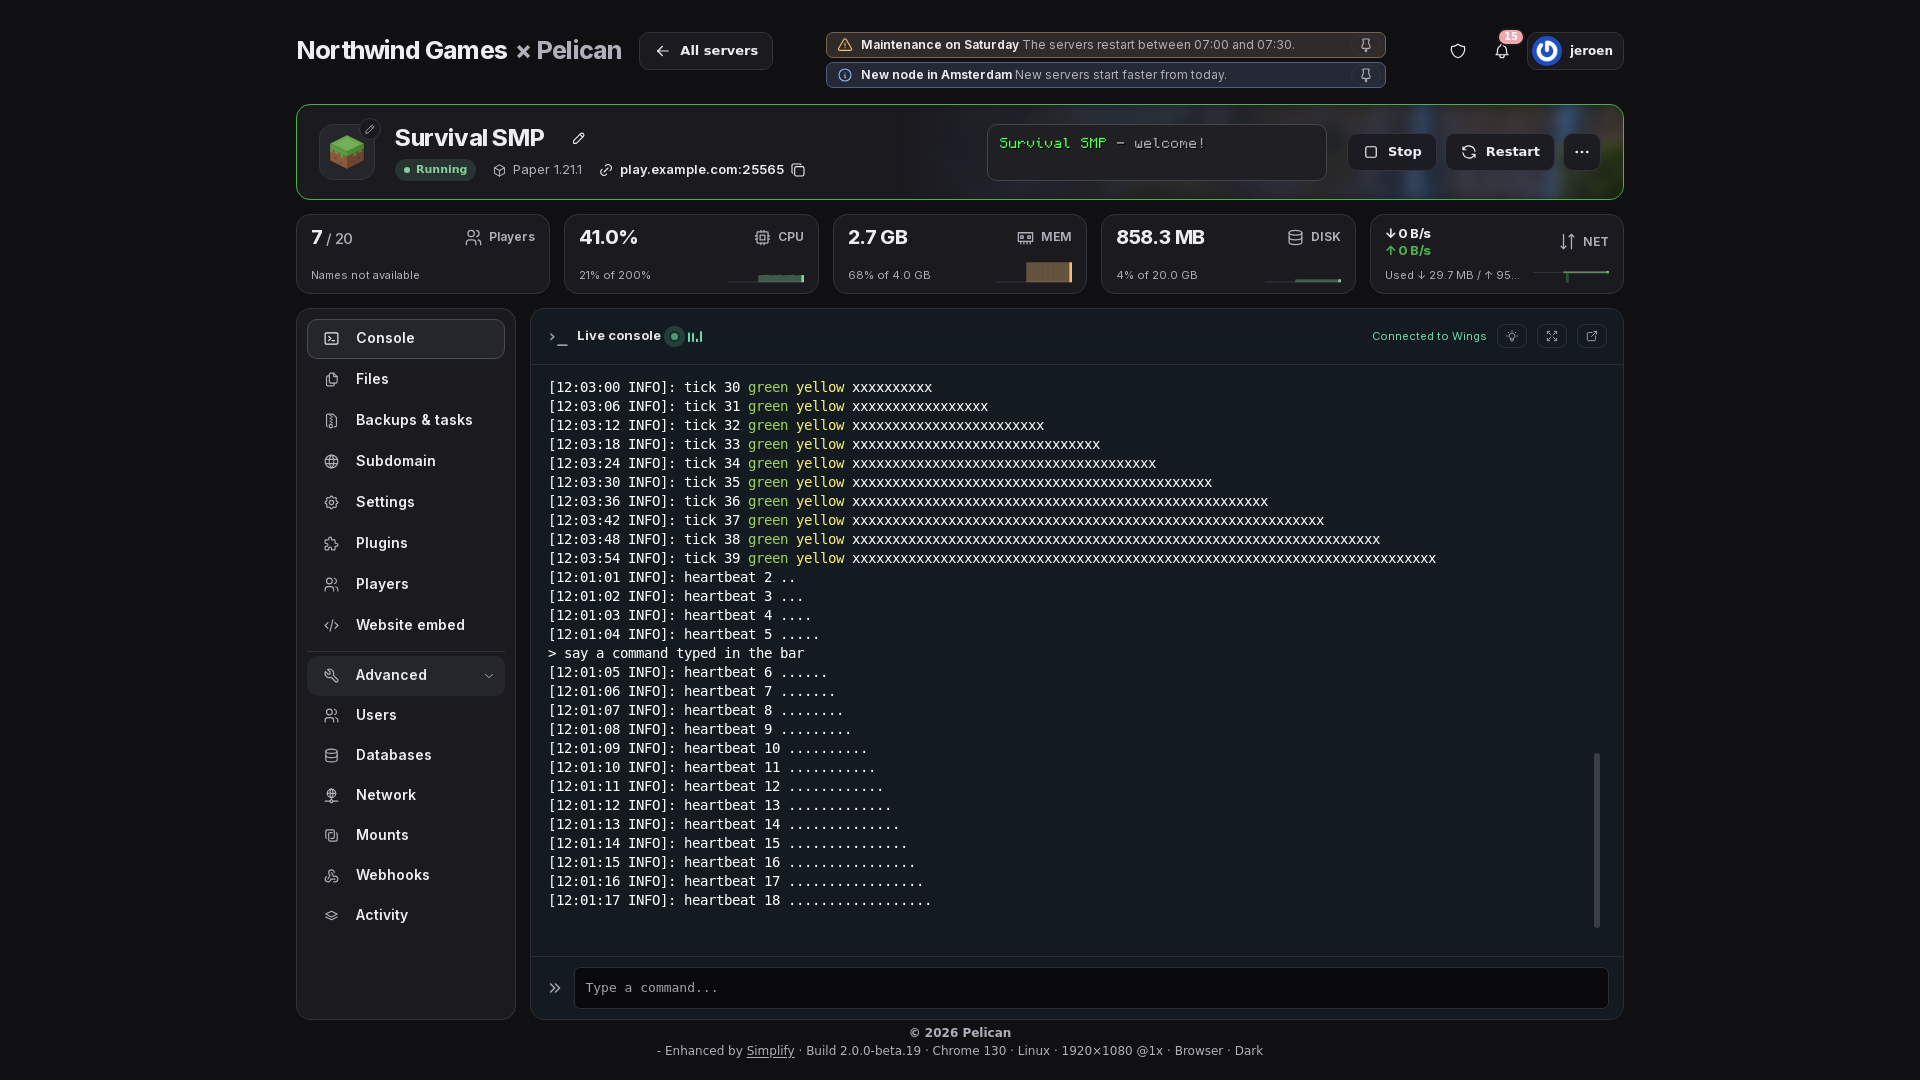 Northwind Games × Pelican
All servers
Maintenance on Saturday The servers restart between 07:00 and 07:30.
New node in Amsterdam New servers start faster from today.
15
jeroen
Survival SMP
Running
Paper 1.21.1
play.example.com:25565
Survival SMP - welcome!
Stop
Restart
7 / 20
Players
Names not available
41.0%
CPU
21% of 200%
2.7 GB
MEM
68% of 4.0 GB
858.3 MB
DISK
4% of 20.0 GB
↓ 0 B/s
↑ 0 B/s
NET
Used ↓ 29.7 MB / ↑ 95...
Console
Files
Backups & tasks
Subdomain
Settings
Plugins
Players
Website embed
Advanced
Users
Databases
Network
Mounts
Webhooks
Activity
>_ Live console
Connected to Wings
[12:03:00 INFO]: tick 30 green yellow xxxxxxxxxx
[12:03:06 INFO]: tick 31 green yellow xxxxxxxxxxxxxxxxx
[12:03:12 INFO]: tick 32 green yellow xxxxxxxxxxxxxxxxxxxxxxxx
[12:03:18 INFO]: tick 33 green yellow xxxxxxxxxxxxxxxxxxxxxxxxxxxxxxx
[12:03:24 INFO]: tick 34 green yellow xxxxxxxxxxxxxxxxxxxxxxxxxxxxxxxxxxxxxx
[12:03:30 INFO]: tick 35 green yellow xxxxxxxxxxxxxxxxxxxxxxxxxxxxxxxxxxxxxxxxxxxxx
[12:03:36 INFO]: tick 36 green yellow xxxxxxxxxxxxxxxxxxxxxxxxxxxxxxxxxxxxxxxxxxxxxxxxxxxx
[12:03:42 INFO]: tick 37 green yellow xxxxxxxxxxxxxxxxxxxxxxxxxxxxxxxxxxxxxxxxxxxxxxxxxxxxxxxxxxx
[12:03:48 INFO]: tick 38 green yellow xxxxxxxxxxxxxxxxxxxxxxxxxxxxxxxxxxxxxxxxxxxxxxxxxxxxxxxxxxxxxxxxxx
[12:03:54 INFO]: tick 39 green yellow xxxxxxxxxxxxxxxxxxxxxxxxxxxxxxxxxxxxxxxxxxxxxxxxxxxxxxxxxxxxxxxxxxxxxxxxx
[12:01:01 INFO]: heartbeat 2 ..
[12:01:02 INFO]: heartbeat 3 ...
[12:01:03 INFO]: heartbeat 4 ....
[12:01:04 INFO]: heartbeat 5 .....
> say a command typed in the bar
[12:01:05 INFO]: heartbeat 6 ......
[12:01:06 INFO]: heartbeat 7 .......
[12:01:07 INFO]: heartbeat 8 ........
[12:01:08 INFO]: heartbeat 9 .........
[12:01:09 INFO]: heartbeat 10 ..........
[12:01:10 INFO]: heartbeat 11 ...........
[12:01:11 INFO]: heartbeat 12 ............
[12:01:12 INFO]: heartbeat 13 .............
[12:01:13 INFO]: heartbeat 14 ..............
[12:01:14 INFO]: heartbeat 15 ...............
[12:01:15 INFO]: heartbeat 16 ................
[12:01:16 INFO]: heartbeat 17 .................
[12:01:17 INFO]: heartbeat 18 ..................
Type a command...
© 2026 Pelican
- Enhanced by Simplify · Build 2.0.0-beta.19 · Chrome 130 · Linux · 1920×1080 @1x · Browser · Dark